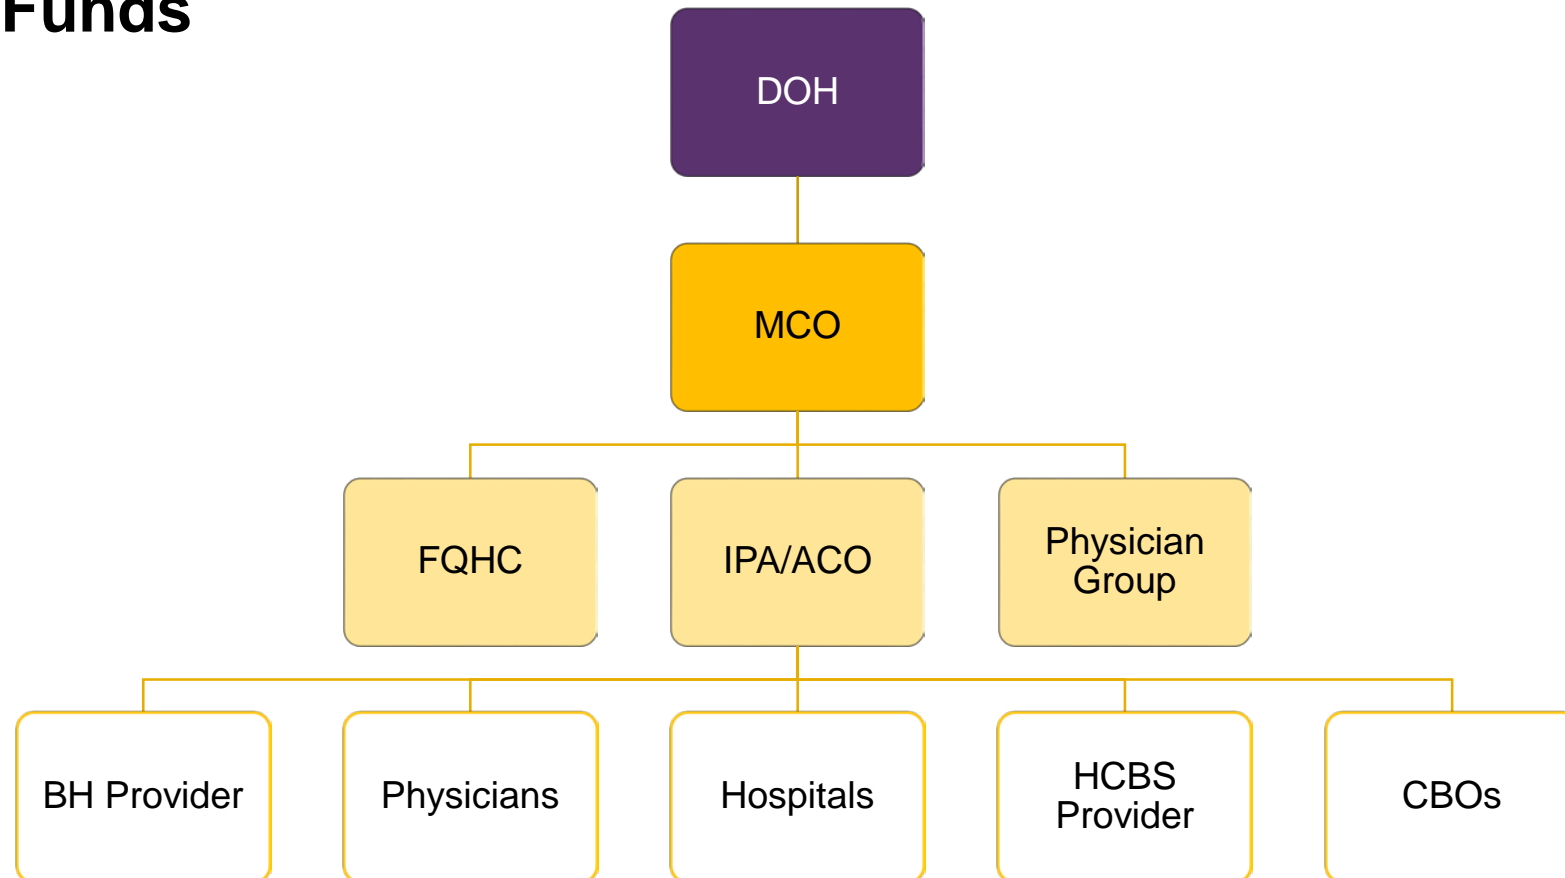 Funds
DOH
MCO
FQHC
IPA/ACO
Physician
Group
BH Provider
Physicians
Hospitals
HCBS
Provider
CBOs